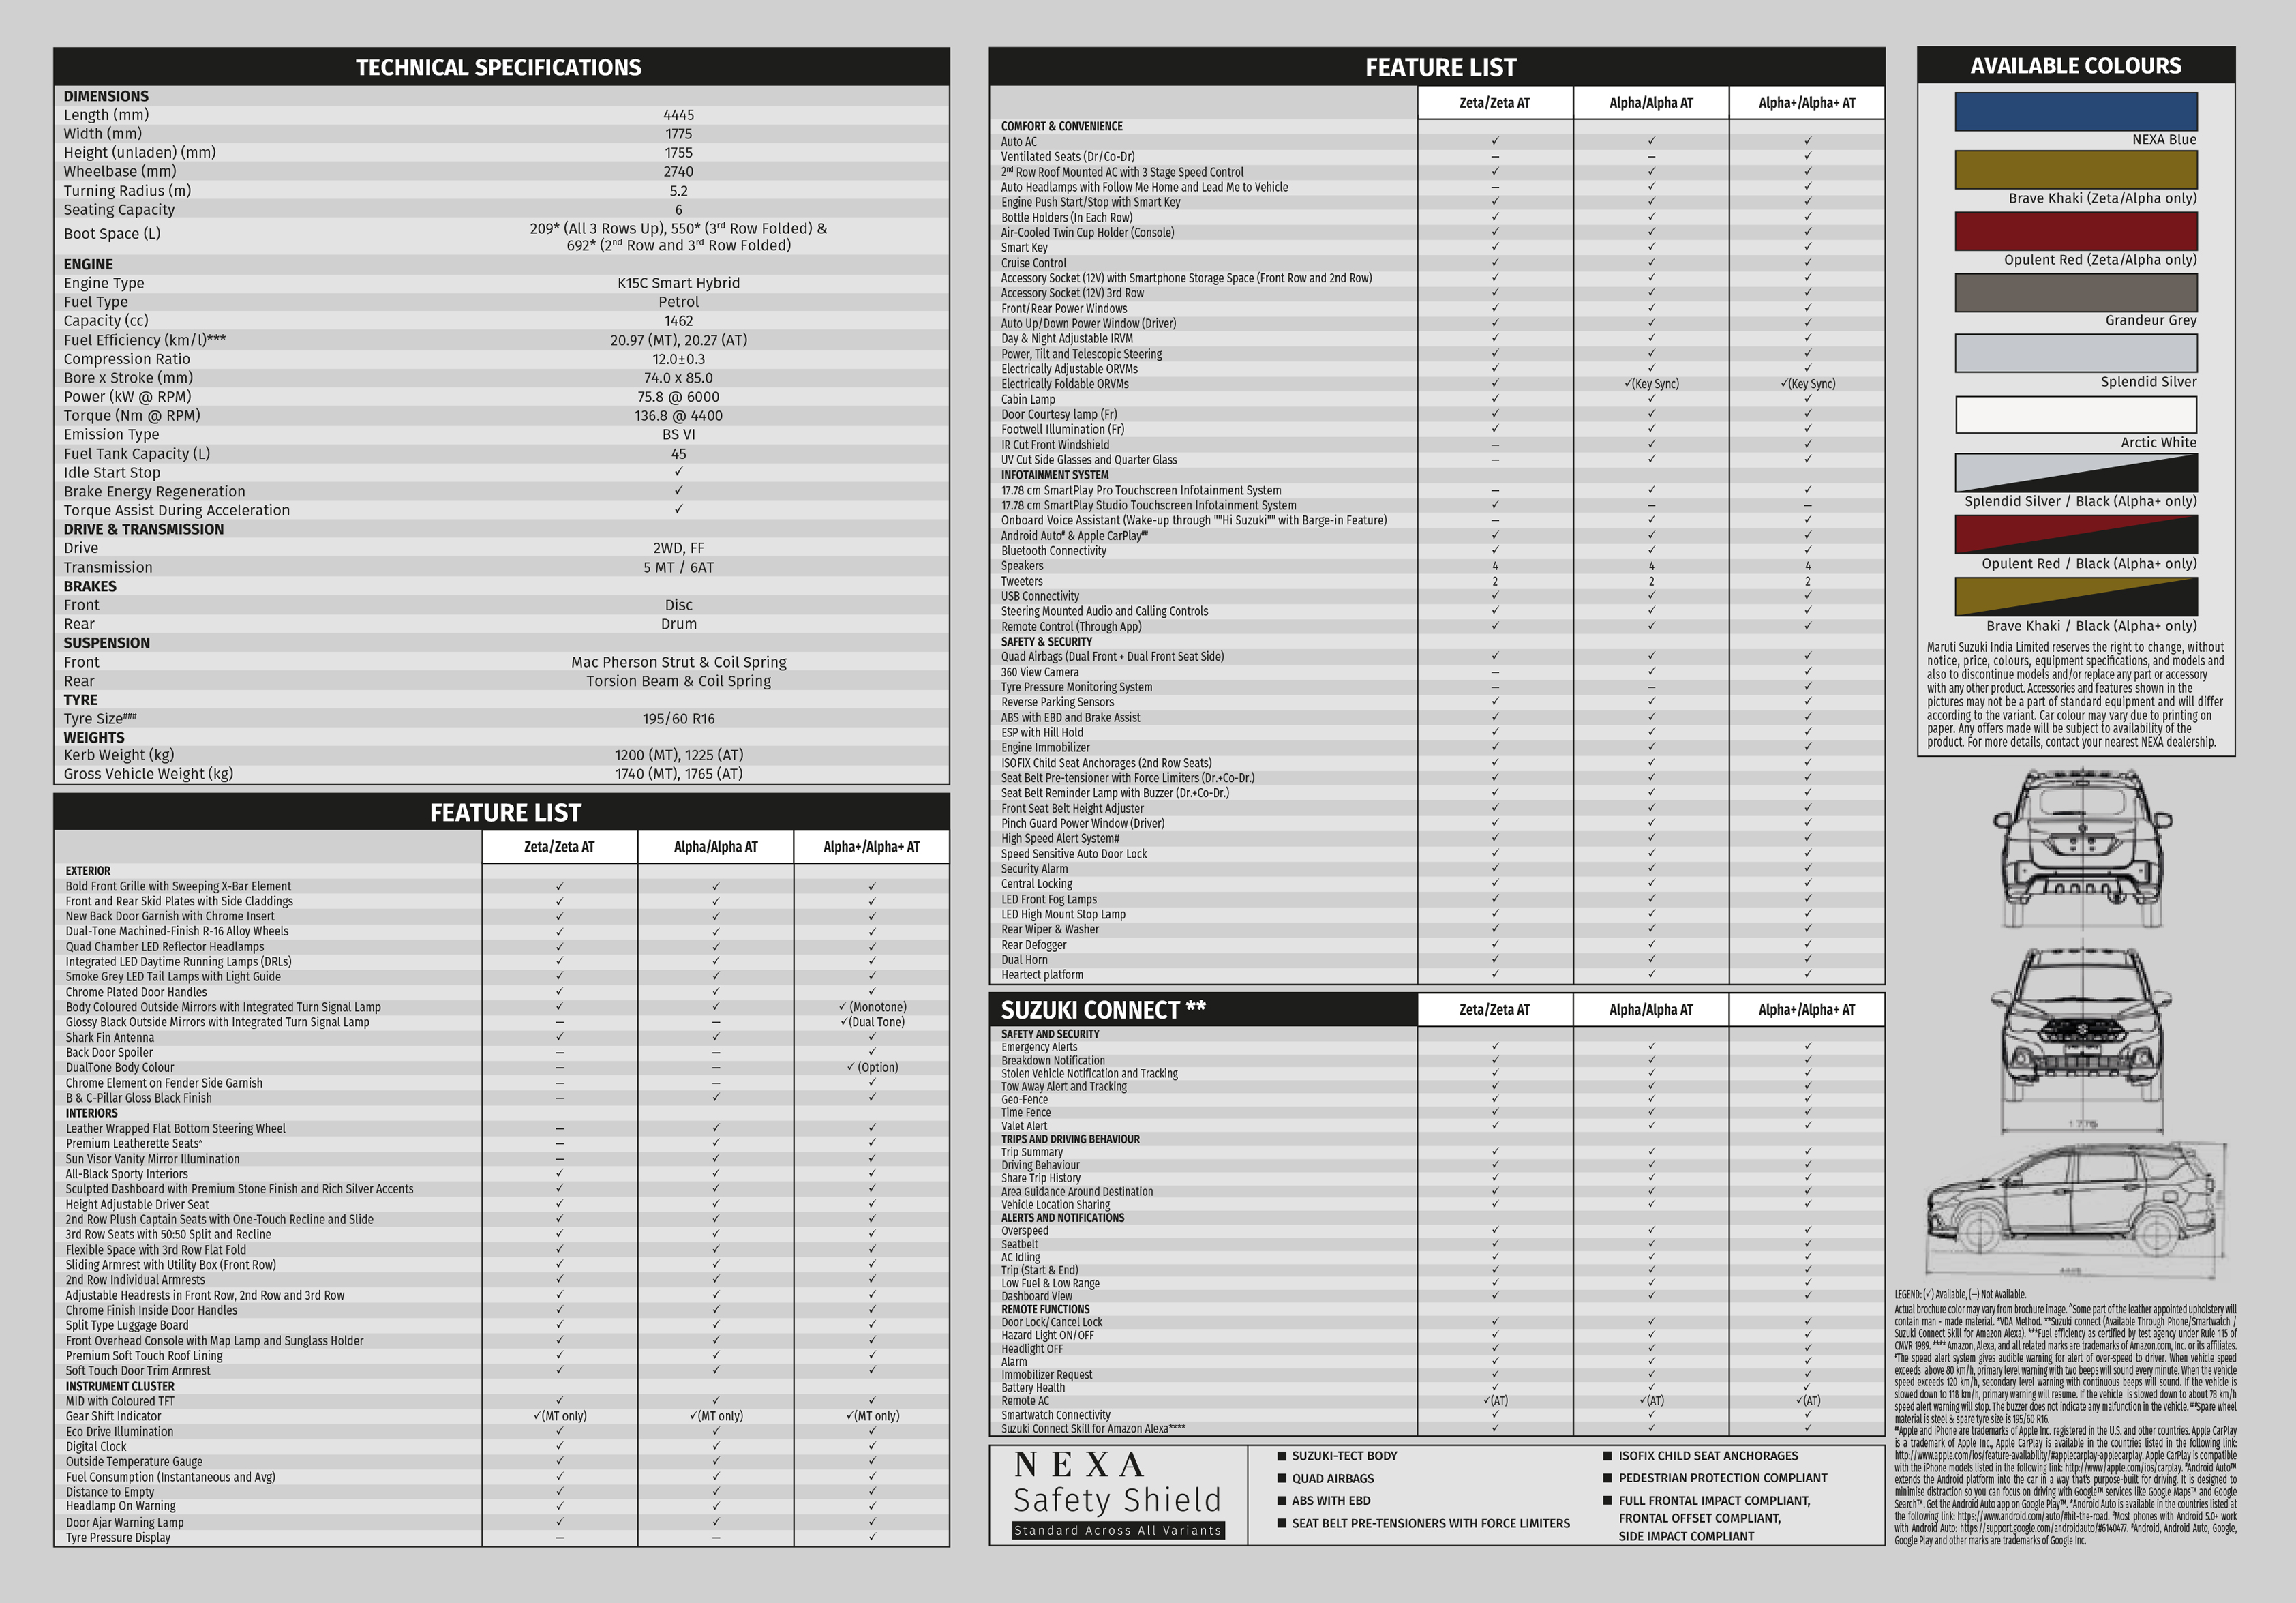 TECHNICAL SPECIFICATIONS
DIMENSIONS
Length (mm) 4445
Width (mm) 1775
Height (unladen) (mm) 1755
Wheelbase (mm) 2740
Turning Radius (m) 5.2
Seating Capacity 6
Boot Space (L) 209* (All 3 Rows Up), 550* (3rd Row Folded) &
692* (2nd Row and 3rd Row Folded)
ENGINE
Engine Type K15C Smart Hybrid
Fuel Type Petrol
Capacity (cc) 1462
Fuel Efficiency (km/l)*** 20.97 (MT), 20.27 (AT)
Compression Ratio 12.0±0.3
Bore x Stroke (mm) 74.0 x 85.0
Power (kW @ RPM) 75.8 @ 6000
Torque (Nm @ RPM) 136.8 @ 4400
Emission Type BS VI
Fuel Tank Capacity (L) 45
Idle Start Stop ✓
Brake Energy Regeneration ✓
Torque Assist During Acceleration ✓
DRIVE & TRANSMISSION
Drive 2WD, FF
Transmission 5 MT / 6AT
BRAKES
Front Disc
Rear Drum
SUSPENSION
Front Mac Pherson Strut & Coil Spring
Rear Torsion Beam & Coil Spring
TYRE
Tyre Size### 195/60 R16
WEIGHTS
Kerb Weight (kg) 1200 (MT), 1225 (AT)
Gross Vehicle Weight (kg) 1740 (MT), 1765 (AT)
FEATURE LIST
Zeta/Zeta AT Alpha/Alpha AT Alpha+/Alpha+ AT
EXTERIOR
Bold Front Grille with Sweeping X-Bar Element ✓ ✓ ✓
Front and Rear Skid Plates with Side Claddings ✓ ✓ ✓
New Back Door Garnish with Chrome Insert ✓ ✓ ✓
Dual-Tone Machined-Finish R-16 Alloy Wheels ✓ ✓ ✓
Quad Chamber LED Reflector Headlamps ✓ ✓ ✓
Integrated LED Daytime Running Lamps (DRLs) ✓ ✓ ✓
Smoke Grey LED Tail Lamps with Light Guide ✓ ✓ ✓
Chrome Plated Door Handles ✓ ✓ ✓
Body Coloured Outside Mirrors with Integrated Turn Signal Lamp ✓ ✓ ✓ (Monotone)
Glossy Black Outside Mirrors with Integrated Turn Signal Lamp – – ✓(Dual Tone)
Shark Fin Antenna ✓ ✓ ✓
Back Door Spoiler – – ✓
DualTone Body Colour – – ✓ (Option)
Chrome Element on Fender Side Garnish – – ✓
B & C-Pillar Gloss Black Finish – ✓ ✓
INTERIORS
Leather Wrapped Flat Bottom Steering Wheel – ✓ ✓
Premium Leatherette Seats^ – ✓ ✓
Sun Visor Vanity Mirror Illumination – ✓ ✓
All-Black Sporty Interiors ✓ ✓ ✓
Sculpted Dashboard with Premium Stone Finish and Rich Silver Accents ✓ ✓ ✓
Height Adjustable Driver Seat ✓ ✓ ✓
2nd Row Plush Captain Seats with One-Touch Recline and Slide ✓ ✓ ✓
3rd Row Seats with 50:50 Split and Recline ✓ ✓ ✓
Flexible Space with 3rd Row Flat Fold ✓ ✓ ✓
Sliding Armrest with Utility Box (Front Row) ✓ ✓ ✓
2nd Row Individual Armrests ✓ ✓ ✓
Adjustable Headrests in Front Row, 2nd Row and 3rd Row ✓ ✓ ✓
Chrome Finish Inside Door Handles ✓ ✓ ✓
Split Type Luggage Board ✓ ✓ ✓
Front Overhead Console with Map Lamp and Sunglass Holder ✓ ✓ ✓
Premium Soft Touch Roof Lining ✓ ✓ ✓
Soft Touch Door Trim Armrest ✓ ✓ ✓
INSTRUMENT CLUSTER
MID with Coloured TFT ✓ ✓ ✓
Gear Shift Indicator ✓(MT only) ✓(MT only) ✓(MT only)
Eco Drive Illumination ✓ ✓ ✓
Digital Clock ✓ ✓ ✓
Outside Temperature Gauge ✓ ✓ ✓
Fuel Consumption (Instantaneous and Avg) ✓ ✓ ✓
Distance to Empty ✓ ✓ ✓
Headlamp On Warning ✓ ✓ ✓
Door Ajar Warning Lamp ✓ ✓ ✓
Tyre Pressure Display – – ✓
FEATURE LIST
Zeta/Zeta AT Alpha/Alpha AT Alpha+/Alpha+ AT
COMFORT & CONVENIENCE
Auto AC ✓ ✓ ✓
Ventilated Seats (Dr/Co-Dr) – – ✓
2nd Row Roof Mounted AC with 3 Stage Speed Control ✓ ✓ ✓
Auto Headlamps with Follow Me Home and Lead Me to Vehicle – ✓ ✓
Engine Push Start/Stop with Smart Key ✓ ✓ ✓
Bottle Holders (In Each Row) ✓ ✓ ✓
Air-Cooled Twin Cup Holder (Console) ✓ ✓ ✓
Smart Key ✓ ✓ ✓
Cruise Control ✓ ✓ ✓
Accessory Socket (12V) with Smartphone Storage Space (Front Row and 2nd Row) ✓ ✓ ✓
Accessory Socket (12V) 3rd Row ✓ ✓ ✓
Front/Rear Power Windows ✓ ✓ ✓
Auto Up/Down Power Window (Driver) ✓ ✓ ✓
Day & Night Adjustable IRVM ✓ ✓ ✓
Power, Tilt and Telescopic Steering ✓ ✓ ✓
Electrically Adjustable ORVMs ✓ ✓ ✓
Electrically Foldable ORVMs ✓ ✓(Key Sync) ✓(Key Sync)
Cabin Lamp ✓ ✓ ✓
Door Courtesy lamp (Fr) ✓ ✓ ✓
Footwell Illumination (Fr) ✓ ✓ ✓
IR Cut Front Windshield – ✓ ✓
UV Cut Side Glasses and Quarter Glass – ✓ ✓
INFOTAINMENT SYSTEM
17.78 cm SmartPlay Pro Touchscreen Infotainment System – ✓ ✓
17.78 cm SmartPlay Studio Touchscreen Infotainment System ✓ – –
Onboard Voice Assistant (Wake-up through ""Hi Suzuki"" with Barge-in Feature) – ✓ ✓
Android Auto# & Apple CarPlay## ✓ ✓ ✓
Bluetooth Connectivity ✓ ✓ ✓
Speakers 4 4 4
Tweeters 2 2 2
USB Connectivity ✓ ✓ ✓
Steering Mounted Audio and Calling Controls ✓ ✓ ✓
Remote Control (Through App) ✓ ✓ ✓
SAFETY & SECURITY
Quad Airbags (Dual Front + Dual Front Seat Side) ✓ ✓ ✓
360 View Camera – ✓ ✓
Tyre Pressure Monitoring System – – ✓
Reverse Parking Sensors ✓ ✓ ✓
ABS with EBD and Brake Assist ✓ ✓ ✓
ESP with Hill Hold ✓ ✓ ✓
Engine Immobilizer ✓ ✓ ✓
ISOFIX Child Seat Anchorages (2nd Row Seats) ✓ ✓ ✓
Seat Belt Pre-tensioner with Force Limiters (Dr.+Co-Dr.) ✓ ✓ ✓
Seat Belt Reminder Lamp with Buzzer (Dr.+Co-Dr.) ✓ ✓ ✓
Front Seat Belt Height Adjuster ✓ ✓ ✓
Pinch Guard Power Window (Driver) ✓ ✓ ✓
High Speed Alert System# ✓ ✓ ✓
Speed Sensitive Auto Door Lock ✓ ✓ ✓
Security Alarm ✓ ✓ ✓
Central Locking ✓ ✓ ✓
LED Front Fog Lamps ✓ ✓ ✓
LED High Mount Stop Lamp ✓ ✓ ✓
Rear Wiper & Washer ✓ ✓ ✓
Rear Defogger ✓ ✓ ✓
Dual Horn ✓ ✓ ✓
Heartect platform ✓ ✓ ✓
SUZUKI CONNECT ** Zeta/Zeta AT Alpha/Alpha AT Alpha+/Alpha+ AT
SAFETY AND SECURITY
Emergency Alerts ✓ ✓ ✓
Breakdown Notification ✓ ✓ ✓
Stolen Vehicle Notification and Tracking ✓ ✓ ✓
Tow Away Alert and Tracking ✓ ✓ ✓
Geo-Fence ✓ ✓ ✓
Time Fence ✓ ✓ ✓
Valet Alert ✓ ✓ ✓
TRIPS AND DRIVING BEHAVIOUR
Trip Summary ✓ ✓ ✓
Driving Behaviour ✓ ✓ ✓
Share Trip History ✓ ✓ ✓
Area Guidance Around Destination ✓ ✓ ✓
Vehicle Location Sharing ✓ ✓ ✓
ALERTS AND NOTIFICATIONS
Overspeed ✓ ✓ ✓
Seatbelt ✓ ✓ ✓
AC Idling ✓ ✓ ✓
Trip (Start & End) ✓ ✓ ✓
Low Fuel & Low Range ✓ ✓ ✓
Dashboard View ✓ ✓ ✓
REMOTE FUNCTIONS
Door Lock/Cancel Lock ✓ ✓ ✓
Hazard Light ON/OFF ✓ ✓ ✓
Headlight OFF ✓ ✓ ✓
Alarm ✓ ✓ ✓
Immobilizer Request ✓ ✓ ✓
Battery Health ✓ ✓ ✓
Remote AC ✓(AT) ✓(AT) ✓(AT)
Smartwatch Connectivity ✓ ✓ ✓
Suzuki Connect Skill for Amazon Alexa**** ✓ ✓ ✓
NEXA
Safety Shield
Standard Across All Variants
■ SUZUKI-TECT BODY
■ QUAD AIRBAGS
■ ABS WITH EBD
■ SEAT BELT PRE-TENSIONERS WITH FORCE LIMITERS
■ ISOFIX CHILD SEAT ANCHORAGES
■ PEDESTRIAN PROTECTION COMPLIANT
■ FULL FRONTAL IMPACT COMPLIANT,
FRONTAL OFFSET COMPLIANT,
SIDE IMPACT COMPLIANT
AVAILABLE COLOURS
NEXA Blue
Brave Khaki (Zeta/Alpha only)
Opulent Red (Zeta/Alpha only)
Grandeur Grey
Splendid Silver
Arctic White
Splendid Silver / Black (Alpha+ only)
Opulent Red / Black (Alpha+ only)
Brave Khaki / Black (Alpha+ only)
Maruti Suzuki India Limited reserves the right to change, without
notice, price, colours, equipment specifications, and models and
also to discontinue models and/or replace any part or accessory
with any other product. Accessories and features shown in the
pictures may not be a part of standard equipment and will differ
according to the variant. Car colour may vary due to printing on
paper. Any offers made will be subject to availability of the
product. For more details, contact your nearest NEXA dealership.
1775
4445
LEGEND: (✓) Available, (–) Not Available.
Actual brochure color may vary from brochure image. ^Some part of the leather appointed upholstery will
contain man - made material. *VDA Method. **Suzuki connect (Available Through Phone/Smartwatch /
Suzuki Connect Skill for Amazon Alexa). ***Fuel efficiency as certified by test agency under Rule 115 of
CMVR 1989. **** Amazon, Alexa, and all related marks are trademarks of Amazon.com, Inc. or its affiliates.
#The speed alert system gives audible warning for alert of over-speed to driver. When vehicle speed
exceeds above 80 km/h, primary level warning with two beeps will sound every minute. When the vehicle
speed exceeds 120 km/h, secondary level warning with continuous beeps will sound. If the vehicle is
slowed down to 118 km/h, primary warning will resume. If the vehicle is slowed down to about 78 km/h
speed alert warning will stop. The buzzer does not indicate any malfunction in the vehicle. ###Spare wheel
material is steel & spare tyre size is 195/60 R16.
##Apple and iPhone are trademarks of Apple Inc. registered in the U.S. and other countries. Apple CarPlay
is a trademark of Apple Inc., Apple CarPlay is available in the countries listed in the following link:
http://www.apple.com/ios/feature-availability/#applecarplay-applecarplay. Apple CarPlay is compatible
with the iPhone models listed in the following link: http://www/apple.com/ios/carplay. #Android Auto™
extends the Android platform into the car in a way that's purpose-built for driving. It is designed to
minimise distraction so you can focus on driving with Google™ services like Google Maps™ and Google
Search™. Get the Android Auto app on Google Play™. #Android Auto is available in the countries listed at
the following link: https://www.android.com/auto/#hit-the-road. #Most phones with Android 5.0+ work
with Android Auto: https://support.google.com/androidauto/#6140477. #Android, Android Auto, Google,
Google Play and other marks are trademarks of Google Inc.